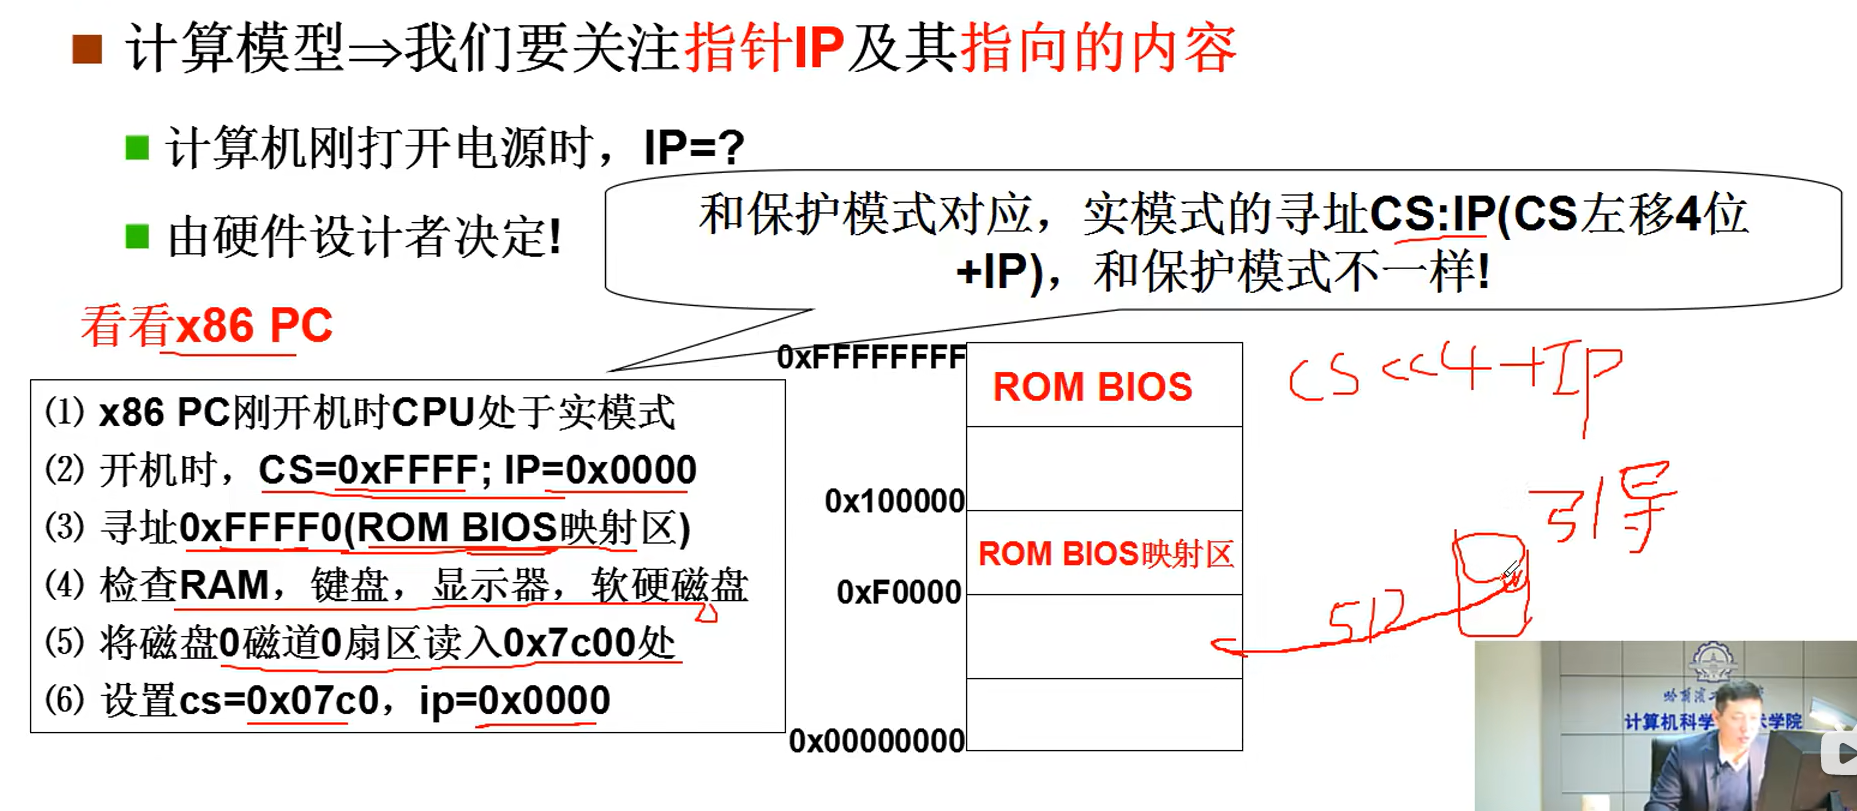 ■ 计算模型⇒我们要关注指针IP及其指向的内容
■ 计算机刚打开电源时，IP=?
■ 由硬件设计者决定!
和保护模式对应，实模式的寻址CS:IP(CS左移4位
+IP)，和保护模式不一样!
看看x86 PC
(1) x86 PC刚开机时CPU处于实模式
(2) 开机时，CS=0xFFFF; IP=0x0000
(3) 寻址0xFFFF0(ROM BIOS映射区)
(4) 检查RAM，键盘，显示器，软硬磁盘
(5) 将磁盘0磁道0扇区读入0x7c00处
(6) 设置cs=0x07c0，ip=0x0000
0xFFFFFFFF
ROM BIOS
0x100000
ROM BIOS映射区
0xF0000
0x00000000
CS<<4+IP
引导
512
计算机科学
术学院